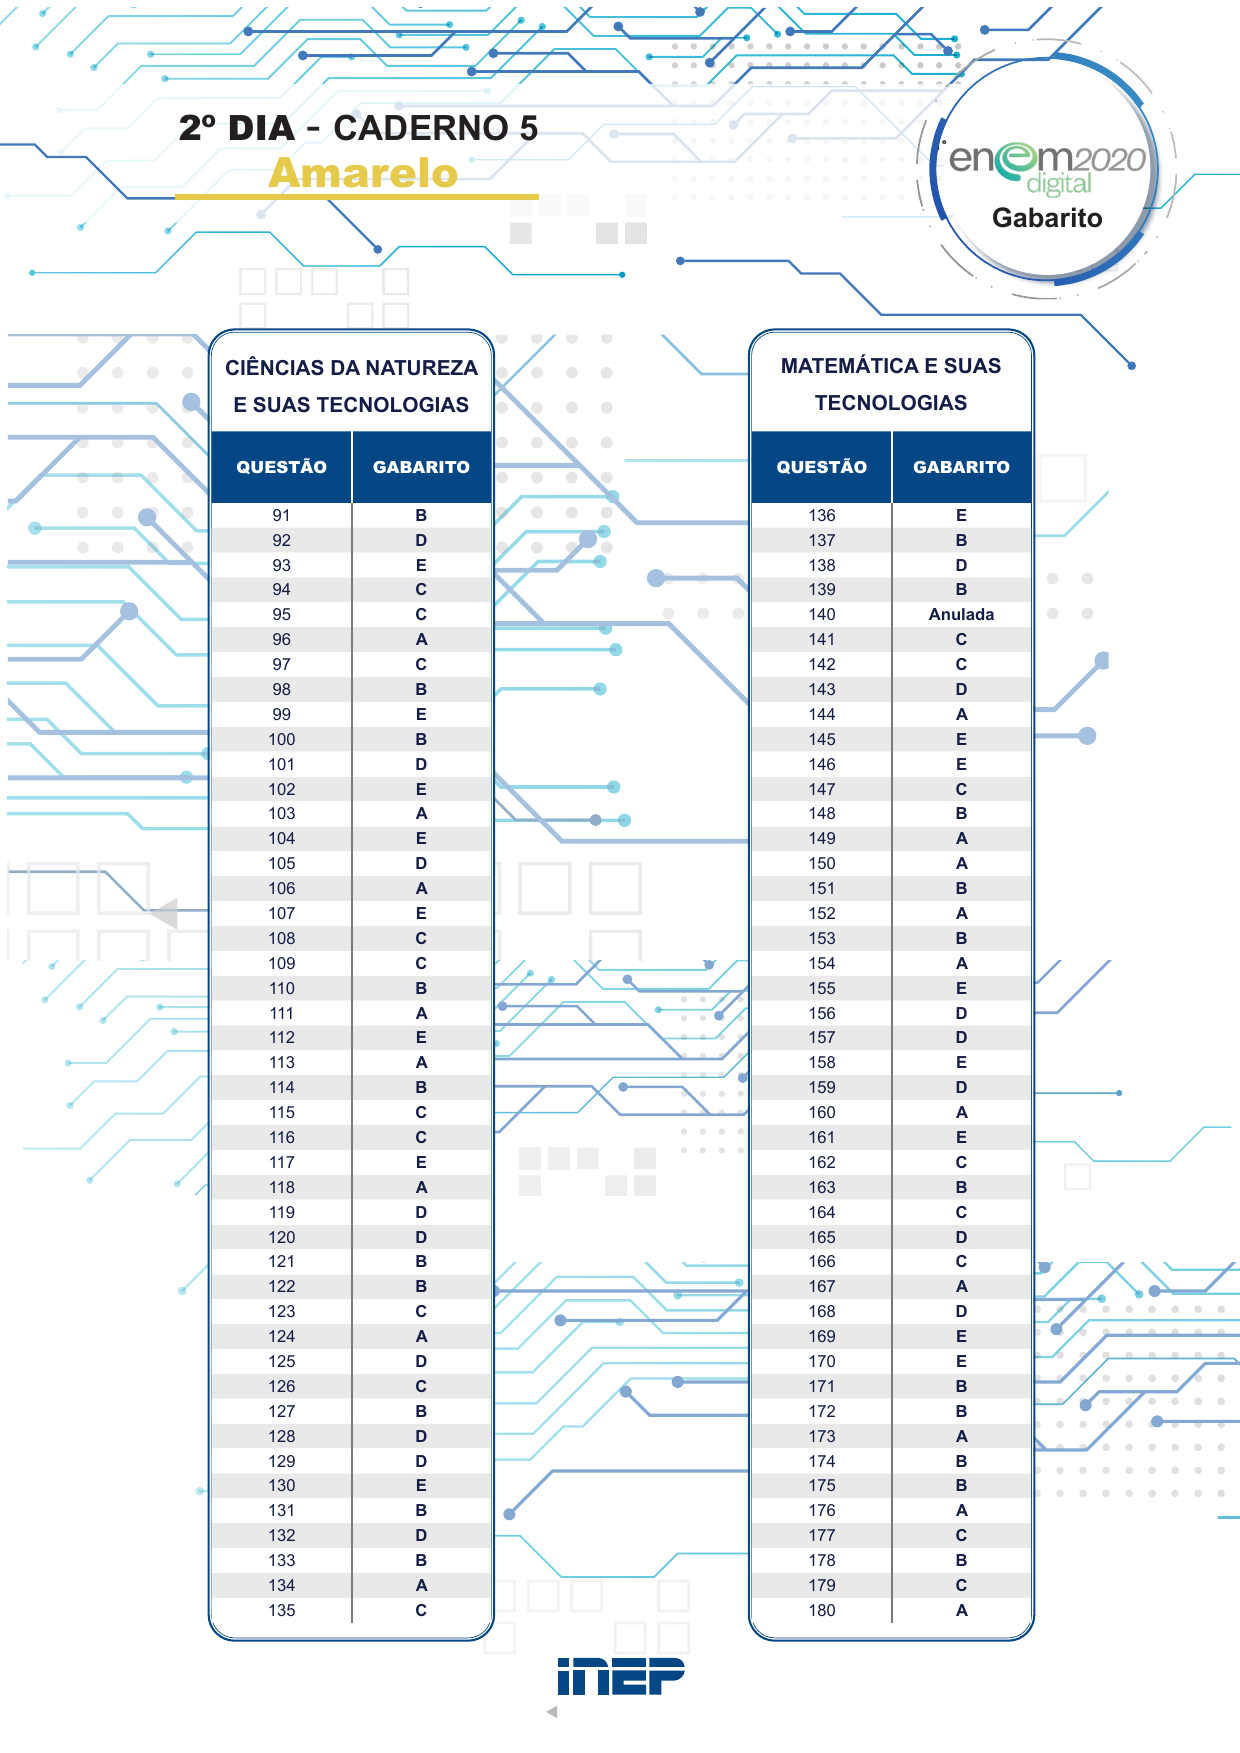 2º DIA - CADERNO 5
Amarelo
enem2020
digital
Gabarito
CIÊNCIAS DA NATUREZA
E SUAS TECNOLOGIAS
QUESTÃO GABARITO
91 B
92 D
93 E
94 C
95 C
96 A
97 C
98 B
99 E
100 B
101 D
102 E
103 A
104 E
105 D
106 A
107 E
108 C
109 C
110 B
111 A
112 E
113 A
114 B
115 C
116 C
117 E
118 A
119 D
120 D
121 B
122 B
123 C
124 A
125 D
126 C
127 B
128 D
129 D
130 E
131 B
132 D
133 B
134 A
135 C
MATEMÁTICA E SUAS
TECNOLOGIAS
QUESTÃO GABARITO
136 E
137 B
138 D
139 B
140 Anulada
141 C
142 C
143 D
144 A
145 E
146 E
147 C
148 B
149 A
150 A
151 B
152 A
153 B
154 A
155 E
156 D
157 D
158 E
159 D
160 A
161 E
162 C
163 B
164 C
165 D
166 C
167 A
168 D
169 E
170 E
171 B
172 B
173 A
174 B
175 B
176 A
177 C
178 B
179 C
180 A
INEP